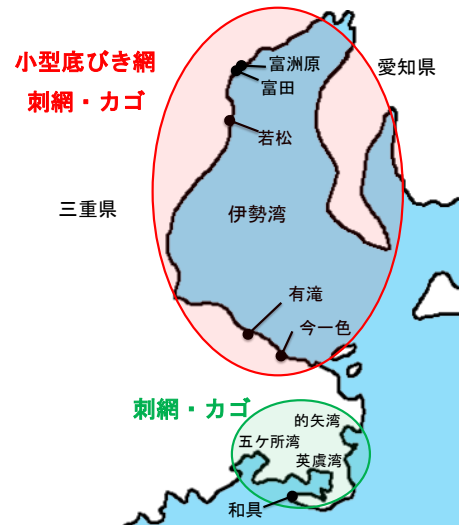 小型底びき網
刺網・カゴ
富洲原
富田
愛知県
若松
三重県
伊勢湾
有滝
今一色
刺網・カゴ
的矢湾
五ケ所湾
英虞湾
和具